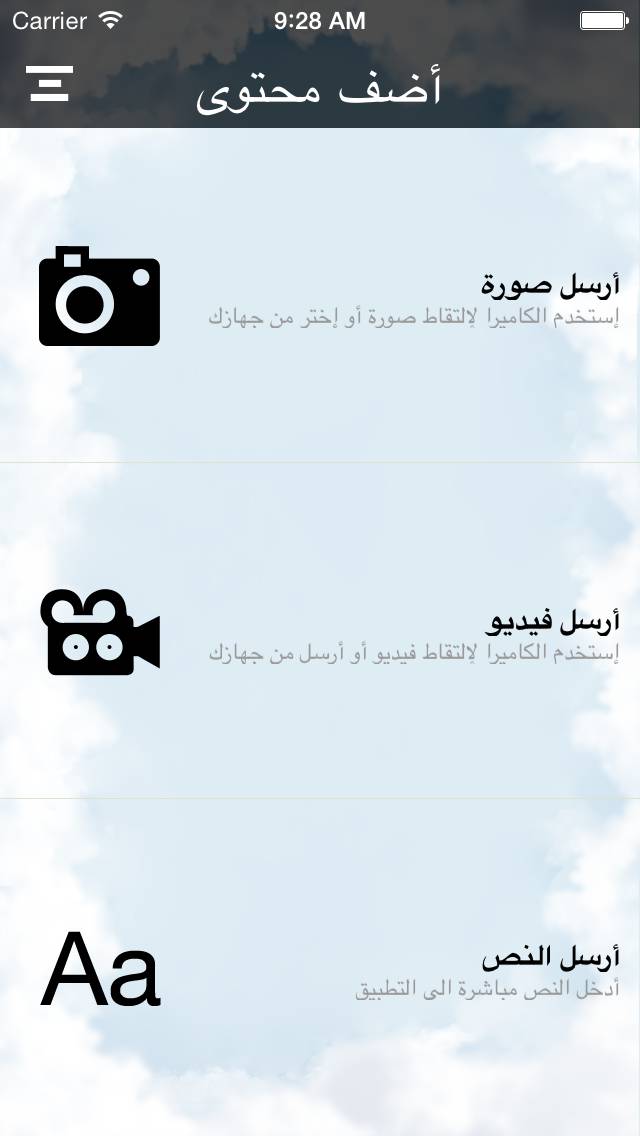 Carrier 9:28 AM
أضف محتوى
أرسل صورة
إستخدم الكاميرا لإلتقاط صورة أو إختر من جهازك
أرسل فيديو
إستخدم الكاميرا لإلتقاط فيديو أو أرسل من جهازك
أرسل النص
أدخل النص مباشرة الى التطبيق
Aa